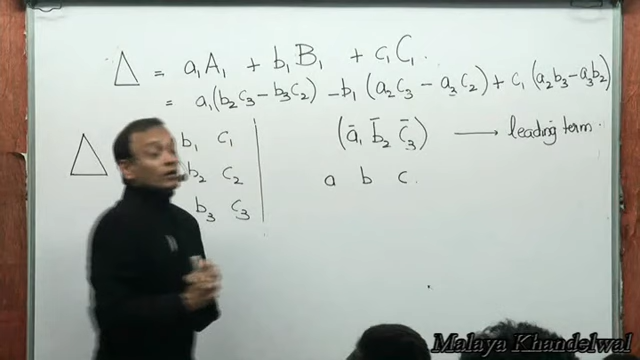 Δ = a₁A₁ + b₁B₁ + c₁C₁.
= a₁(b₂c₃ − b₃c₂) − b₁(a₂c₃ − a₃c₂) + c₁(a₂b₃ − a₃b₂)
Δ b₁ c₁ |
b₂ c₂
b₃ c₃
(ā₁ b̄₂ c̄₃) ⟶ leading term.
a b c.
Malaya Khandelwal